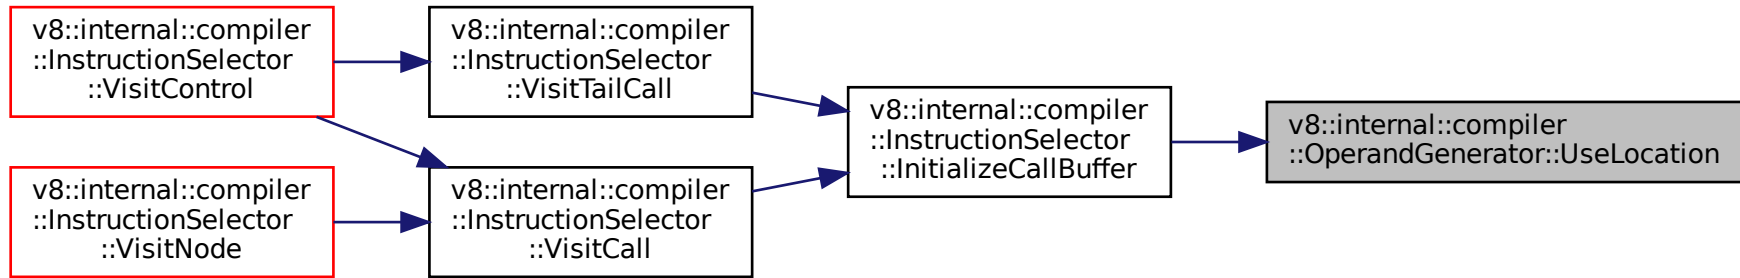 v8::internal::compiler
::InstructionSelector
::VisitControl
v8::internal::compiler
::InstructionSelector
::VisitTailCall
v8::internal::compiler
::InstructionSelector
::InitializeCallBuffer
v8::internal::compiler
::OperandGenerator::UseLocation
v8::internal::compiler
::InstructionSelector
::VisitNode
v8::internal::compiler
::InstructionSelector
::VisitCall